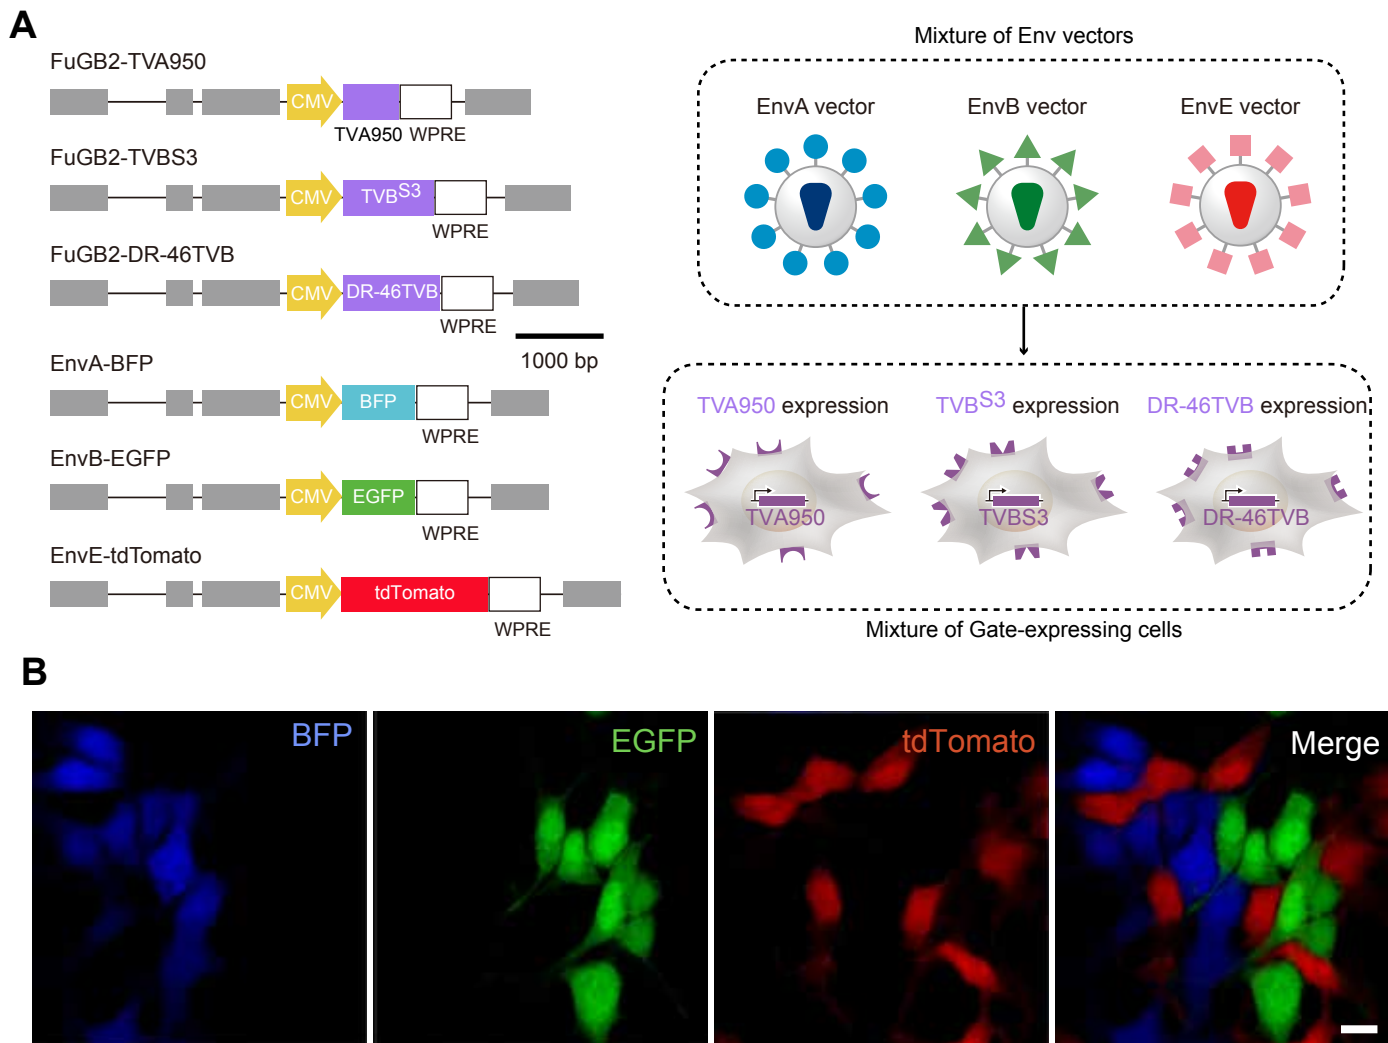 A
FuGB2-TVA950
CMV
TVA950 WPRE
FuGB2-TVBS3
CMV
TVBS3
WPRE
FuGB2-DR-46TVB
CMV
DR-46TVB
WPRE
1000 bp
EnvA-BFP
CMV
BFP
WPRE
EnvB-EGFP
CMV
EGFP
WPRE
EnvE-tdTomato
CMV
tdTomato
WPRE
Mixture of Env vectors
EnvA vector
EnvB vector
EnvE vector
TVA950 expression
TVBS3 expression
DR-46TVB expression
TVA950
TVBS3
DR-46TVB
Mixture of Gate-expressing cells
B
BFP
EGFP
tdTomato
Merge